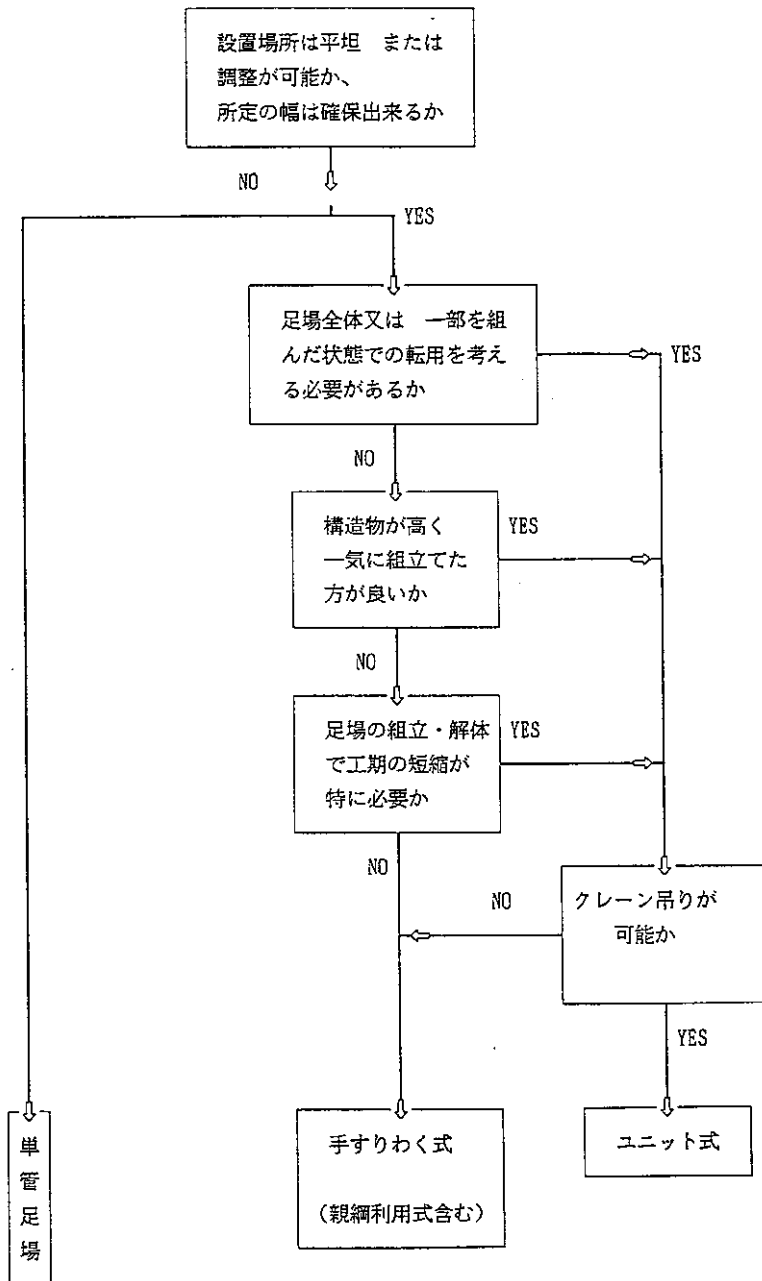 設置場所は平坦　または
調整が可能か、
所定の幅は確保出来るか
NO
YES
足場全体又は　一部を組
んだ状態での転用を考え
る必要があるか
YES
NO
構造物が高く
一気に組立てた
方が良いか
YES
NO
足場の組立・解体
で工期の短縮が
特に必要か
YES
NO
クレーン吊りが
可能か
NO
YES
単管足場
手すりわく式
（親綱利用式含む）
ユニット式